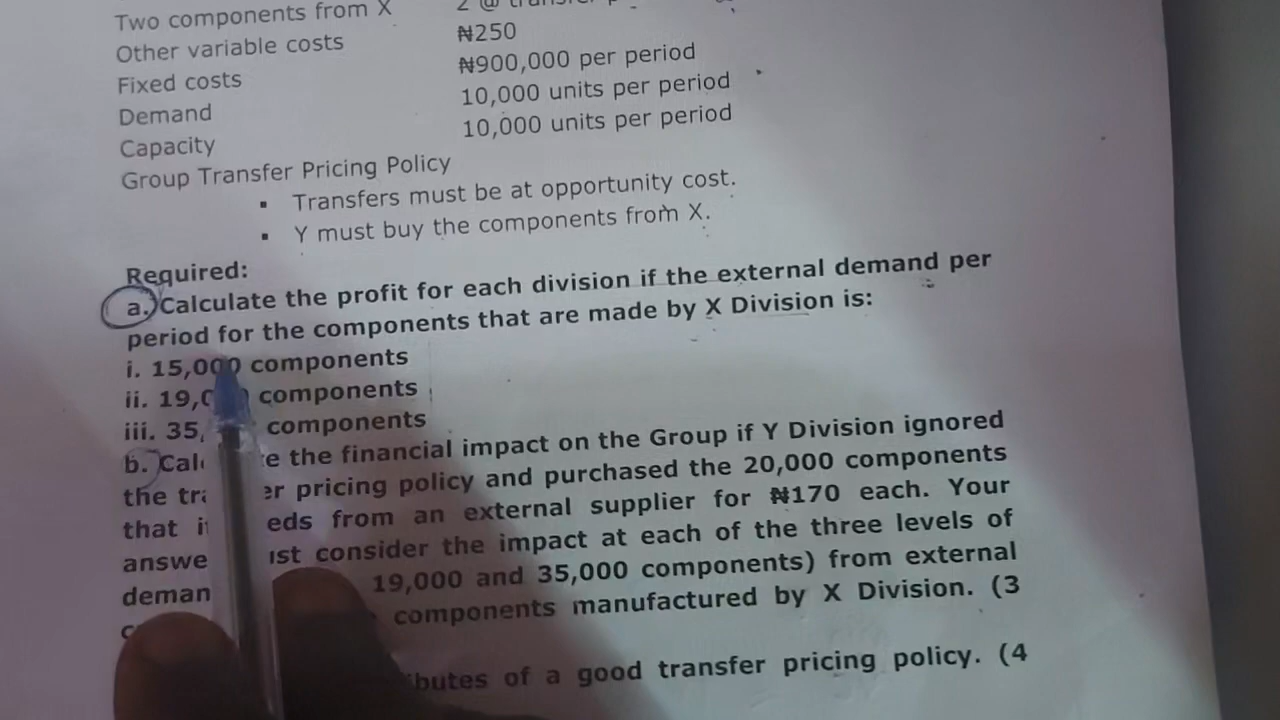 Two components from X 2 @
Other variable costs ₦250
Fixed costs ₦900,000 per period
Demand 10,000 units per period
Capacity 10,000 units per period
Group Transfer Pricing Policy
▪ Transfers must be at opportunity cost.
▪ Y must buy the components from X.
Required:
a. Calculate the profit for each division if the external demand per
period for the components that are made by X Division is:
i. 15,000 components
ii. 19, components
iii. 35, components
b. the financial impact on the Group if Y Division ignored
the pricing policy and purchased the 20,000 components
that from an external supplier for ₦170 each. Your
consider the impact at each of the three levels of
19,000 and 35,000 components) from external
components manufactured by X Division. (3
of a good transfer pricing policy. (4